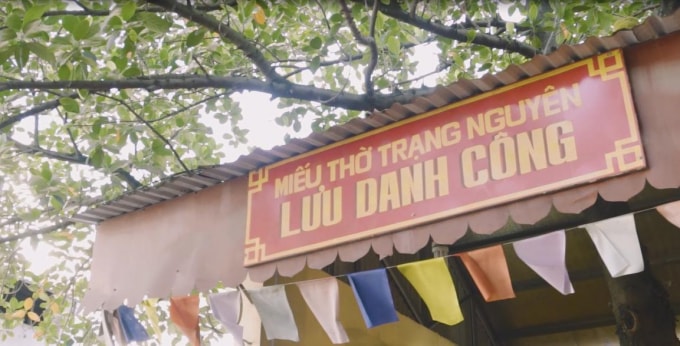 MIẾU THỜ TRẠNG NGUYÊN
LƯU DANH CÔNG